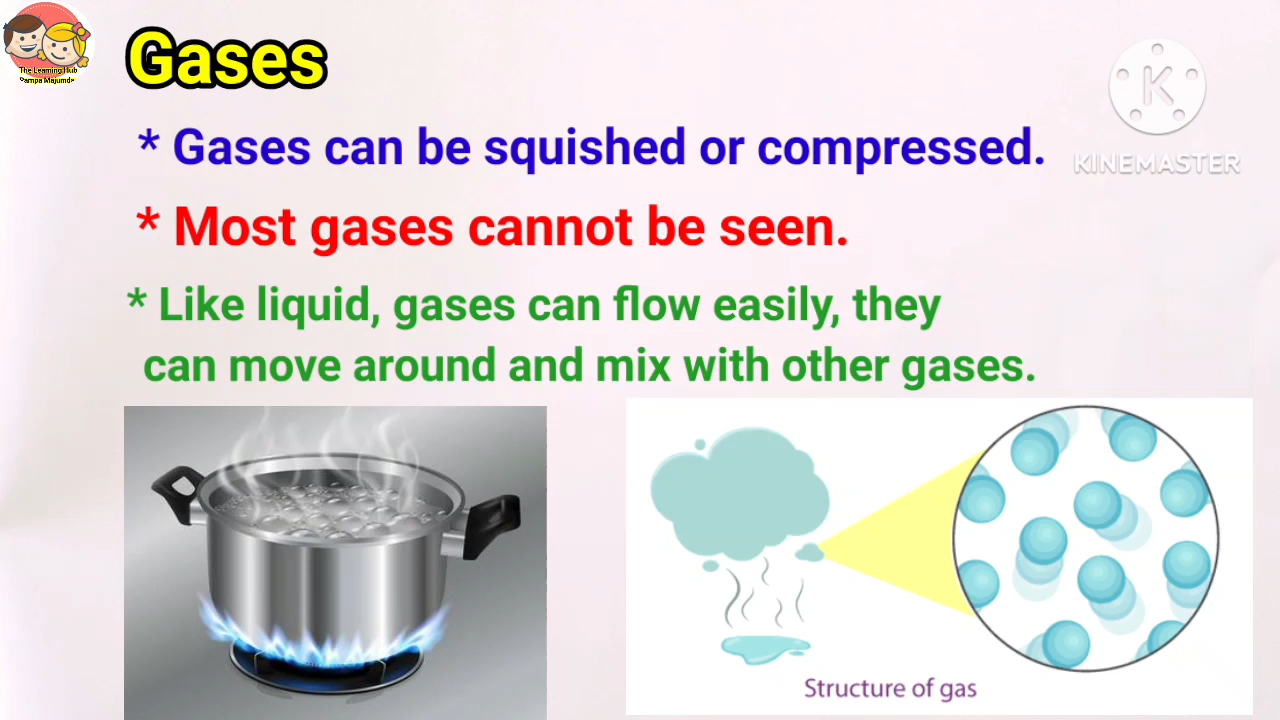 The Learning Hub
Gases
K
KINEMASTER
* Gases can be squished or compressed.
* Most gases cannot be seen.
* Like liquid, gases can flow easily, they
can move around and mix with other gases.
Structure of gas